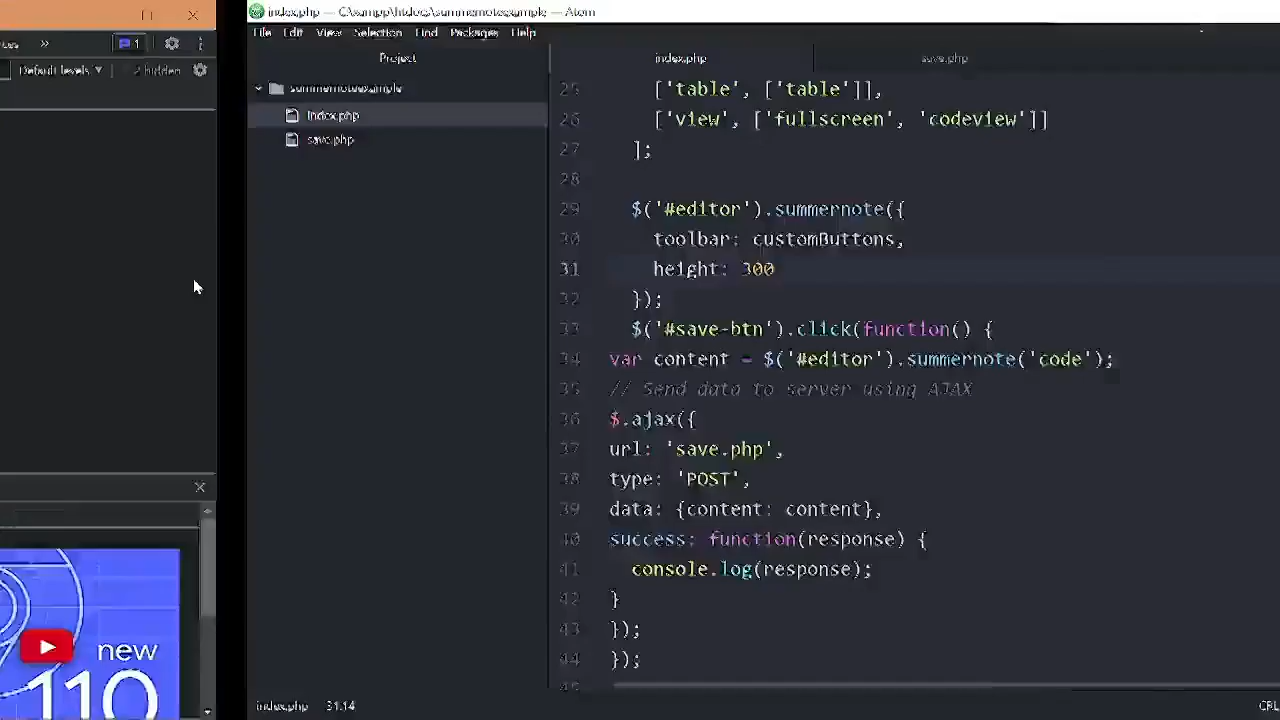 index.php — C:\xampp\htdocs\summernoteexample — Atom
File Edit View Selection Find Packages Help
1
Default levels ▼
2 hidden
Project
index.php
save.php
summernoteexample
index.php
save.php
25 ['table', ['table']],
26 ['view', ['fullscreen', 'codeview']]
27 ];
28
29 $('#editor').summernote({
30 toolbar: customButtons,
31 height: 300
32 });
33 $('#save-btn').click(function() {
34 var content = $('#editor').summernote('code');
35 // Send data to server using AJAX
36 $.ajax({
37 url: 'save.php',
38 type: 'POST',
39 data: {content: content},
40 success: function(response) {
41 console.log(response);
42 }
43 });
44 });
45
new
110
index.php 31:14